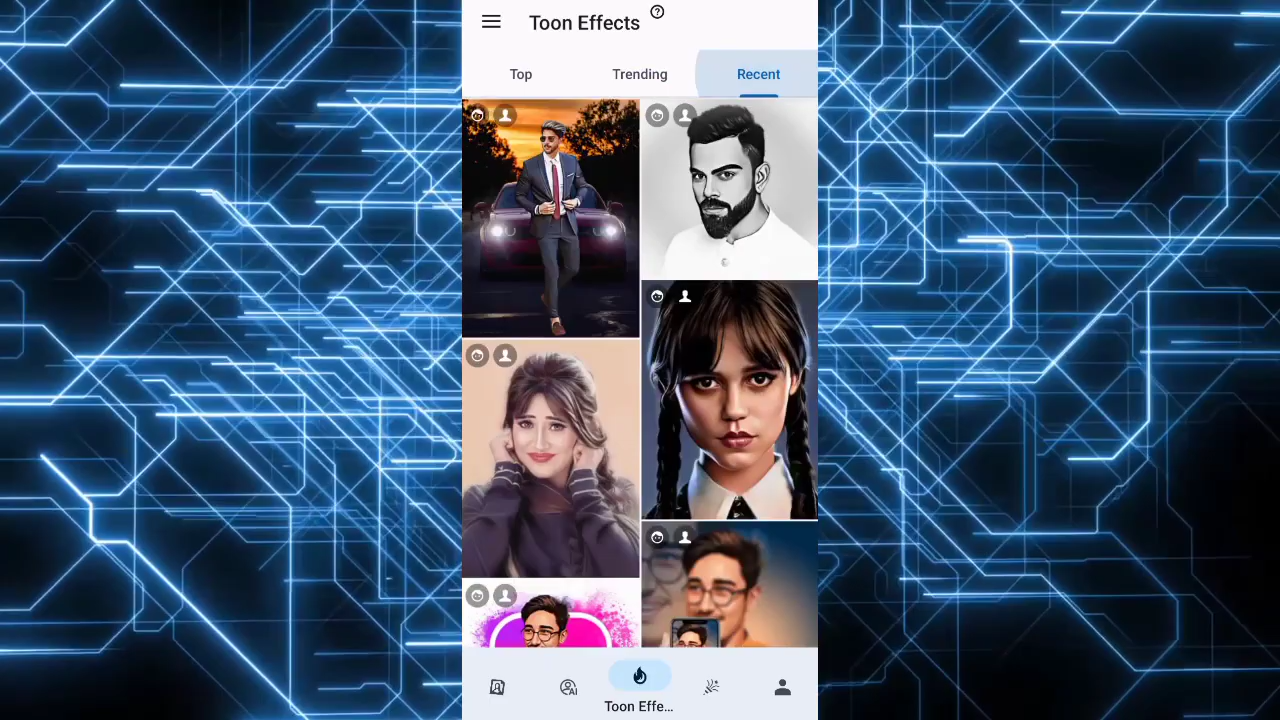 Toon Effects
Top
Trending
Recent
Toon Effe...